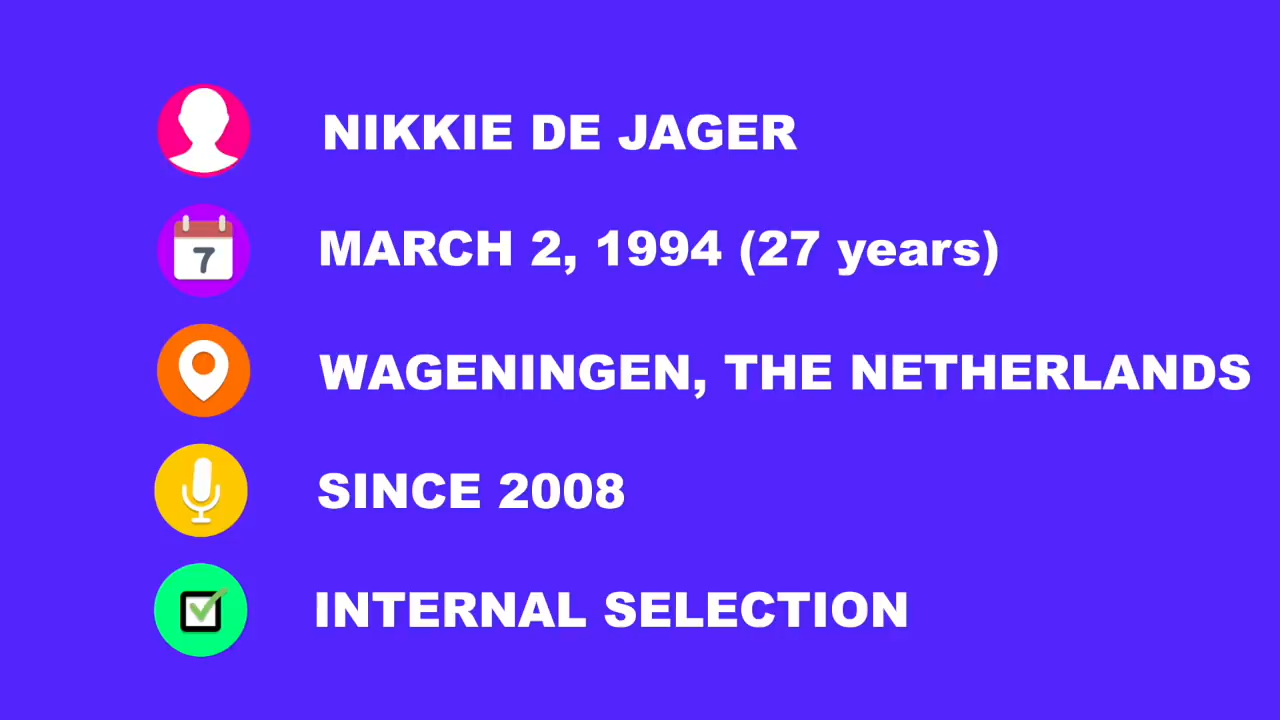 NIKKIE DE JAGER
7
MARCH 2, 1994 (27 years)
WAGENINGEN, THE NETHERLANDS
SINCE 2008
INTERNAL SELECTION